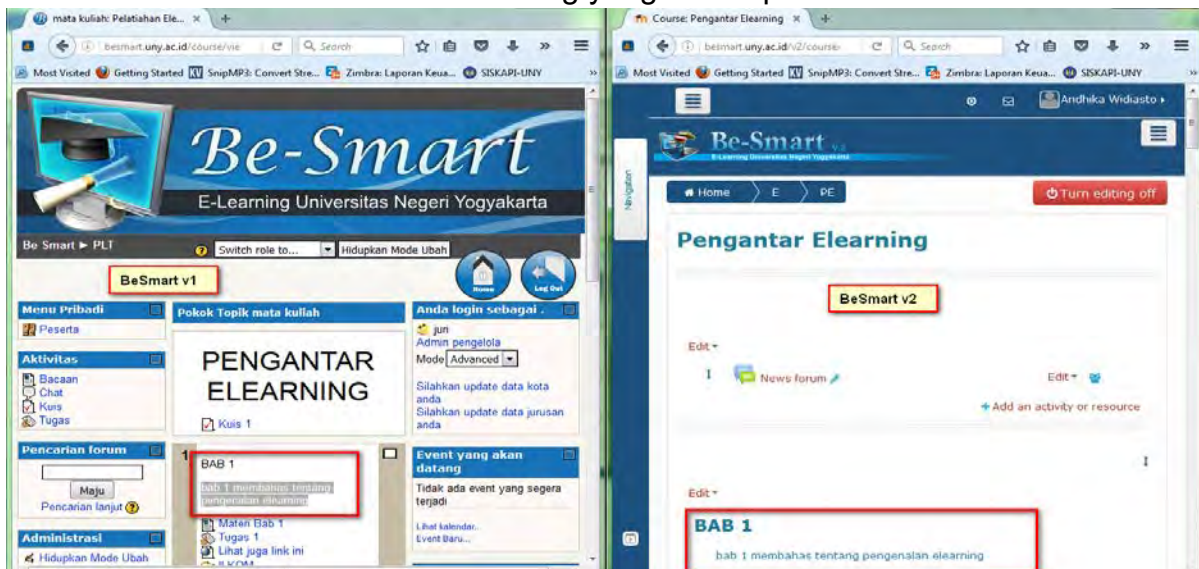 mata kuliah: Pelatiahan Ele...
besmart.uny.ac.id/course/vie
Search
Most Visited
Getting Started
SnipMP3: Convert Stre...
Zimbra: Laporan Keua...
SISKAPI-UNY
Be-Smart
E-Learning Universitas Negeri Yogyakarta
Be Smart ► PLT
Switch role to...
Hidupkan Mode Ubah
BeSmart v1
Home
Log Out
Menu Pribadi
Peserta
Aktivitas
Bacaan
Chat
Kuis
Tugas
Pencarian forum
Maju
Pencarian lanjut
Administrasi
Hidupkan Mode Ubah
Pokok Topik mata kuliah
PENGANTAR
ELEARNING
Kuis 1
1
BAB 1
bab 1 membahas tentang
pengenalan elearning
Materi Bab 1
Tugas 1
Lihat juga link ini
Anda login sebagai .
juri
Admin pengelola
Mode Advanced
Silahkan update data kota
anda
Silahkan update data jurusan
anda
Event yang akan
datang
Tidak ada event yang segera
terjadi
Lihat kalendar...
Event Baru...
Course: Pengantar Elearning
besmart.uny.ac.id/v2/course
Search
Most Visited
Getting Started
SnipMP3: Convert Stre...
Zimbra: Laporan Keua...
SISKAPI-UNY
Andhika Widiasto
Be-Smart v.2
E-Learning Universitas Negeri Yogyakarta
Navigation
Home
E
PE
Turn editing off
Pengantar Elearning
BeSmart v2
Edit
News forum
Edit
+ Add an activity or resource
Edit
BAB 1
bab 1 membahas tentang pengenalan elearning